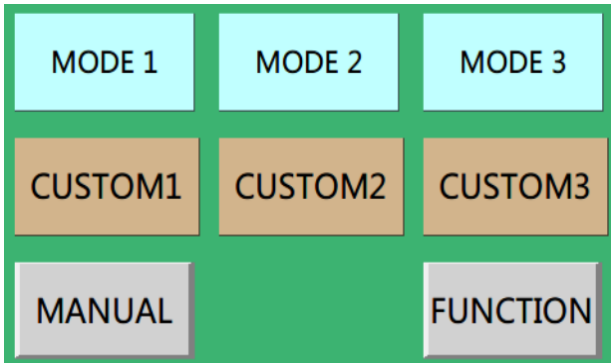 MODE 1 MODE 2 MODE 3
CUSTOM1 CUSTOM2 CUSTOM3
MANUAL FUNCTION